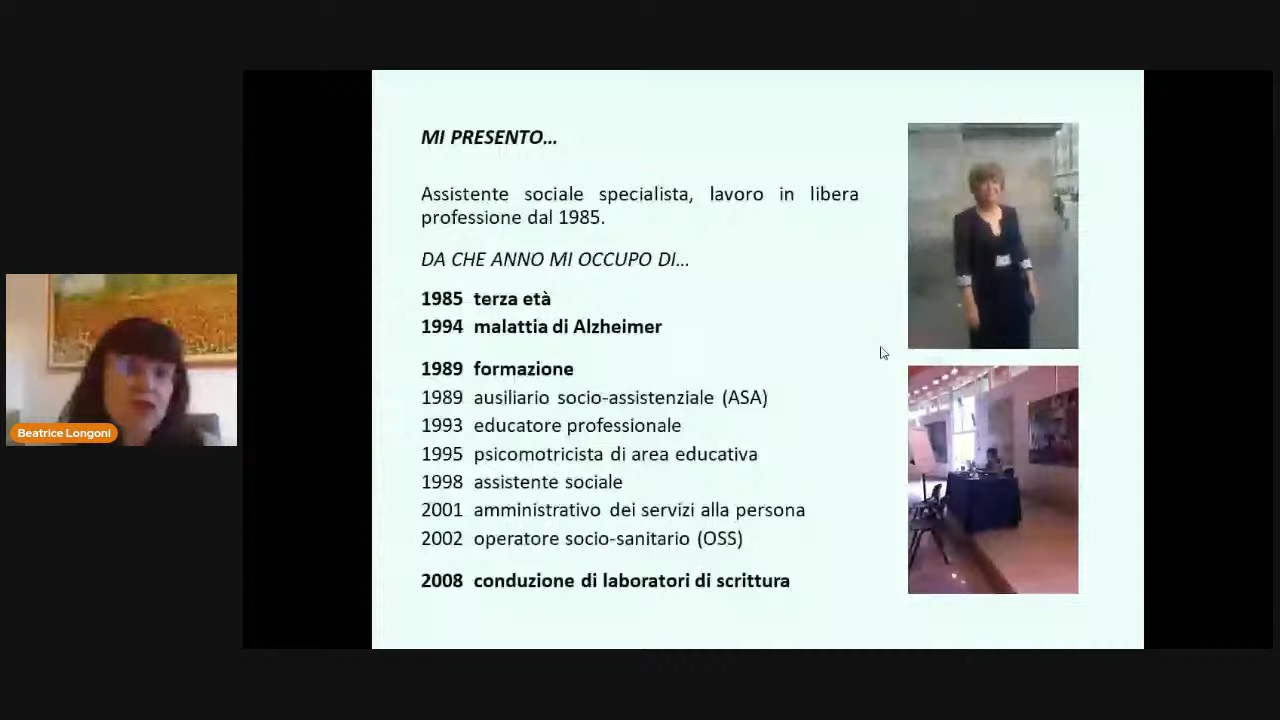 MI PRESENTO...
Assistente sociale specialista, lavoro in libera
professione dal 1985.
DA CHE ANNO MI OCCUPO DI...
1985 terza età
1994 malattia di Alzheimer
1989 formazione
1989 ausiliario socio-assistenziale (ASA)
1993 educatore professionale
1995 psicomotricista di area educativa
1998 assistente sociale
2001 amministrativo dei servizi alla persona
2002 operatore socio-sanitario (OSS)
2008 conduzione di laboratori di scrittura
Beatrice Longoni